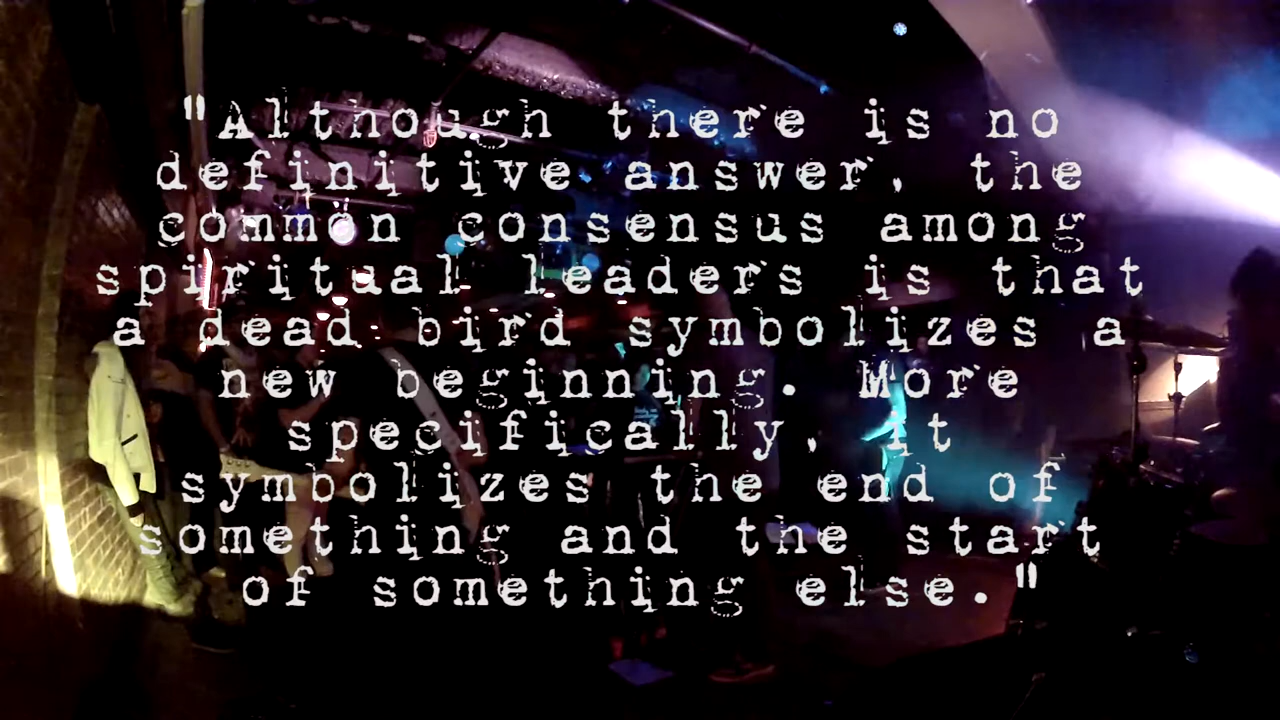 "Although there is no
definitive answer, the
common consensus among
spiritual leaders is that
a dead bird symbolizes a
new beginning. More
specifically, it
symbolizes the end of
something and the start
of something else."